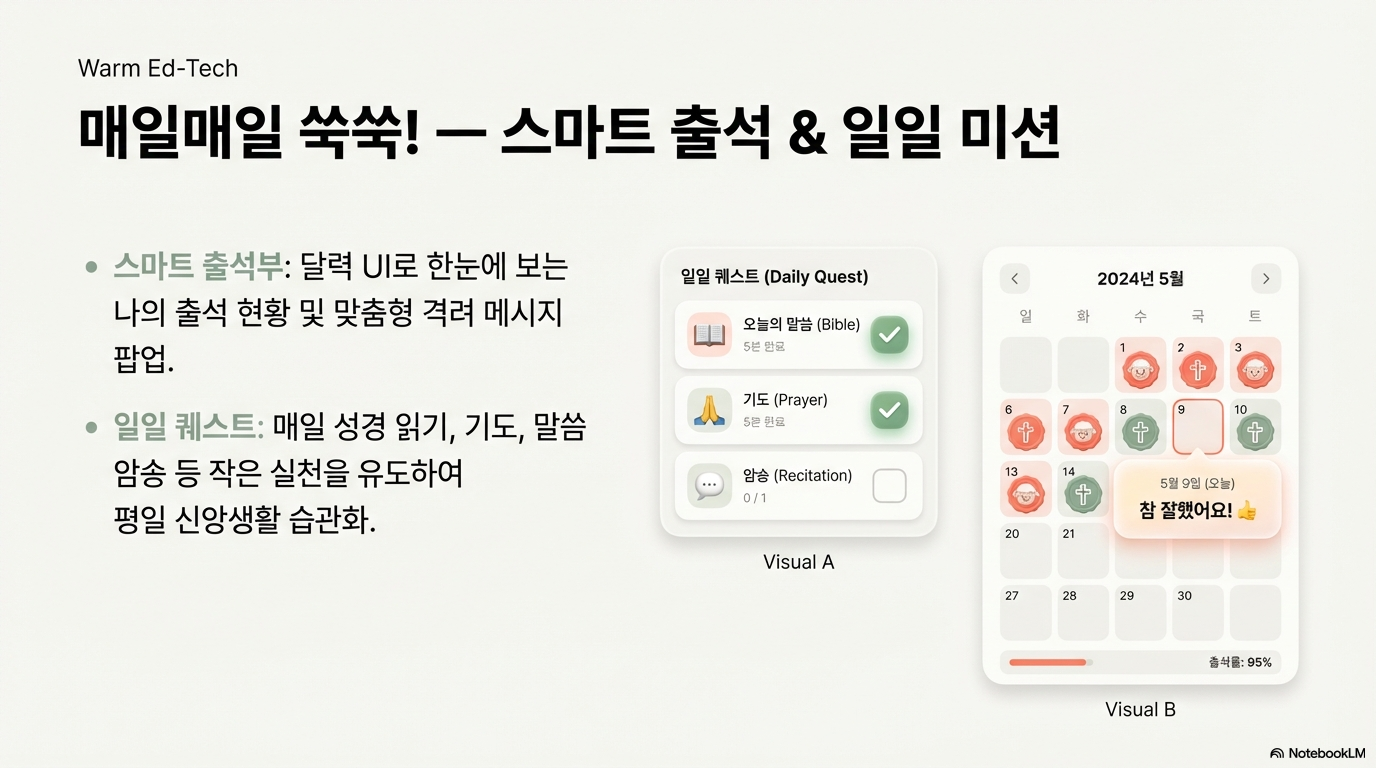 Warm Ed-Tech
매일매일 쑥쑥! — 스마트 출석 & 일일 미션
• 스마트 출석부: 달력 UI로 한눈에 보는
나의 출석 현황 및 맞춤형 격려 메시지
팝업.
• 일일 퀘스트: 매일 성경 읽기, 기도, 말씀
암송 등 작은 실천을 유도하여
평일 신앙생활 습관화.
일일 퀘스트 (Daily Quest)
오늘의 말씀 (Bible)
기도 (Prayer)
암송 (Recitation)
0 / 1
Visual A
2024년 5월
일 화 수 국 트
1 2 3
6 7 8 9 10
13 14
5월 9일 (오늘)
참 잘했어요! 👍
20 21
27 28 29 30
95%
Visual B
NotebookLM